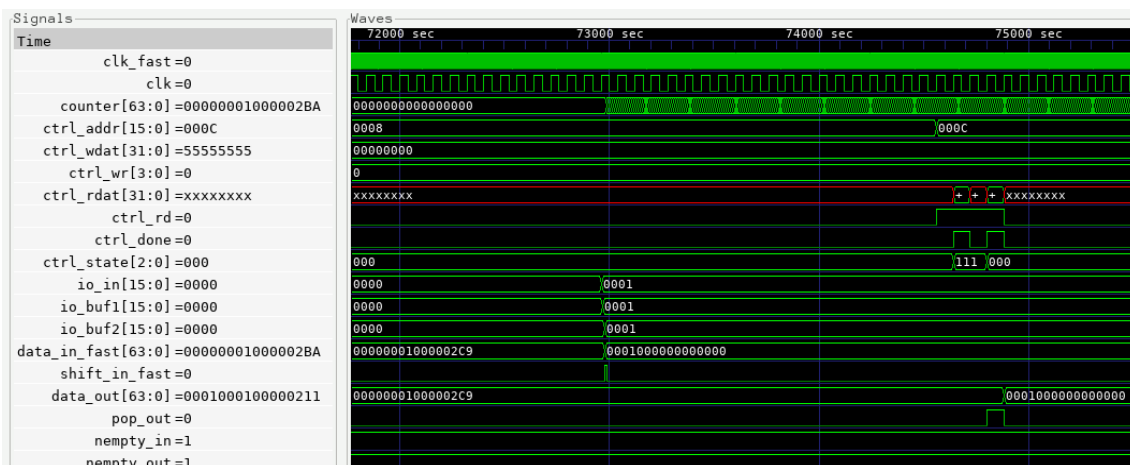 Signals
Waves
Time
72000 sec 73000 sec 74000 sec 75000 sec
clk_fast =0
clk =0
counter[63:0] =00000001000002BA 0000000000000000
ctrl_addr[15:0] =000C 0008 000C
ctrl_wdat[31:0] =55555555 00000000
ctrl_wr[3:0] =0 0
ctrl_rdat[31:0] =xxxxxxxx xxxxxxxx + + + xxxxxxxx
ctrl_rd =0
ctrl_done =0
ctrl_state[2:0] =000 000 111 000
io_in[15:0] =0000 0000 0001
io_buf1[15:0] =0000 0000 0001
io_buf2[15:0] =0000 0000 0001
data_in_fast[63:0] =00000001000002BA 00000001000002C9 0001000000000000
shift_in_fast =0
data_out[63:0] =0001000100000211 00000001000002C9 0001000000000000
pop_out =0
nempty_in =1
nempty_out =1